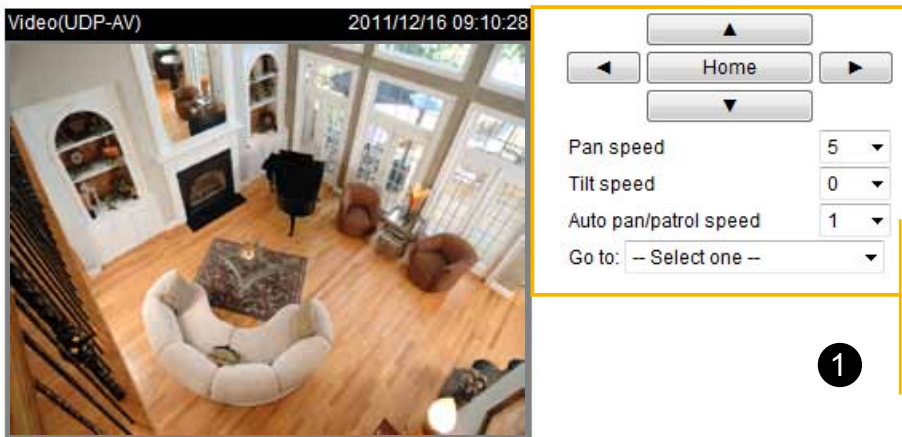 Video(UDP-AV) 2011/12/16 09:10:28
▲
◄ Home ►
▼
Pan speed 5
Tilt speed 0
Auto pan/patrol speed 1
Go to: -- Select one --
1